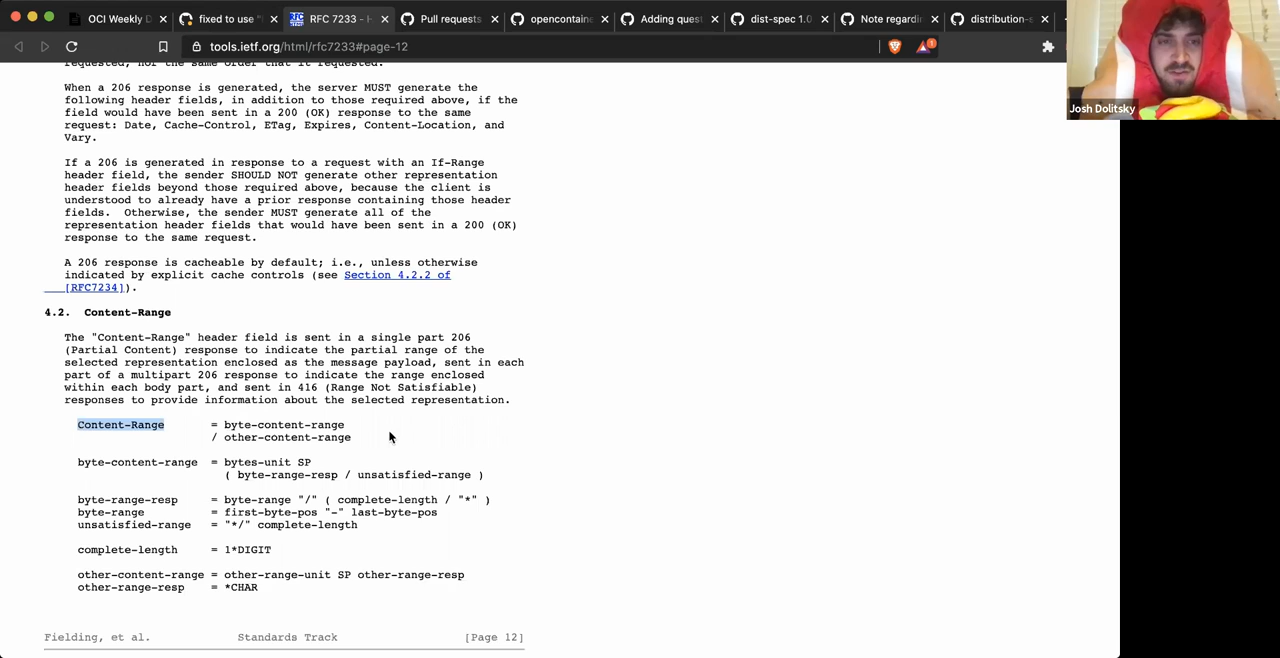 OCI Weekly D
fixed to use "
RFC 7233 - H
Pull requests
opencontaine
Adding quest
dist-spec 1.0
Note regardi
distribution-s
tools.ietf.org/html/rfc7233#page-12
1
Josh Dolitsky
requested, nor the same order that it requested.
When a 206 response is generated, the server MUST generate the
following header fields, in addition to those required above, if the
field would have been sent in a 200 (OK) response to the same
request: Date, Cache-Control, ETag, Expires, Content-Location, and
Vary.
If a 206 is generated in response to a request with an If-Range
header field, the sender SHOULD NOT generate other representation
header fields beyond those required above, because the client is
understood to already have a prior response containing those header
fields. Otherwise, the sender MUST generate all of the
representation header fields that would have been sent in a 200 (OK)
response to the same request.
A 206 response is cacheable by default; i.e., unless otherwise
indicated by explicit cache controls (see Section 4.2.2 of
[RFC7234]).
4.2. Content-Range
The "Content-Range" header field is sent in a single part 206
(Partial Content) response to indicate the partial range of the
selected representation enclosed as the message payload, sent in each
part of a multipart 206 response to indicate the range enclosed
within each body part, and sent in 416 (Range Not Satisfiable)
responses to provide information about the selected representation.
Content-Range = byte-content-range
/ other-content-range
byte-content-range = bytes-unit SP
( byte-range-resp / unsatisfied-range )
byte-range-resp = byte-range "/" ( complete-length / "*" )
byte-range = first-byte-pos "-" last-byte-pos
unsatisfied-range = "*/" complete-length
complete-length = 1*DIGIT
other-content-range = other-range-unit SP other-range-resp
other-range-resp = *CHAR
Fielding, et al. Standards Track [Page 12]